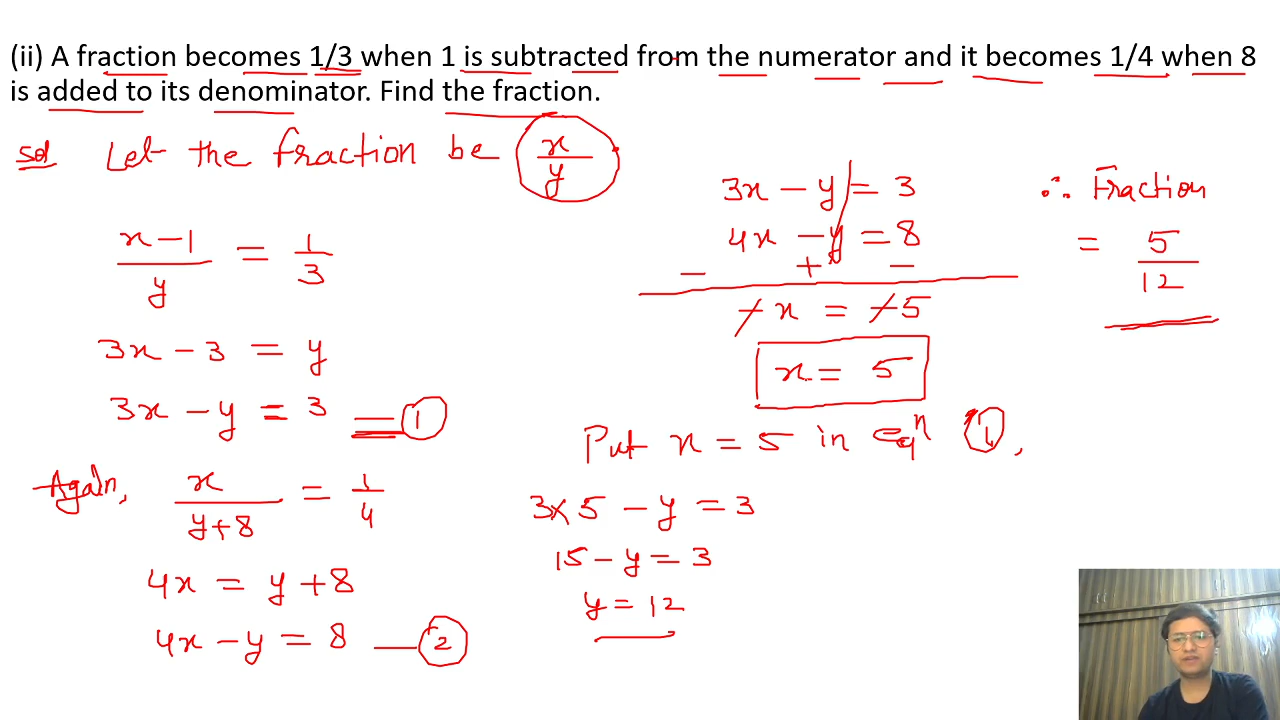 (ii) A fraction becomes 1/3 when 1 is subtracted from the numerator and it becomes 1/4 when 8
is added to its denominator. Find the fraction.
Sol Let the fraction be x/y
x-1/y = 1/3
3x - 3 = y
3x - y = 3 — 1
Again, x/y+8 = 1/4
4x = y+8
4x - y = 8 — 2
3x - y = 3
4x - y = 8
- + -
-x = -5
x = 5
Put x = 5 in eqn 1,
3×5 - y = 3
15 - y = 3
y = 12
∴ Fraction
= 5/12